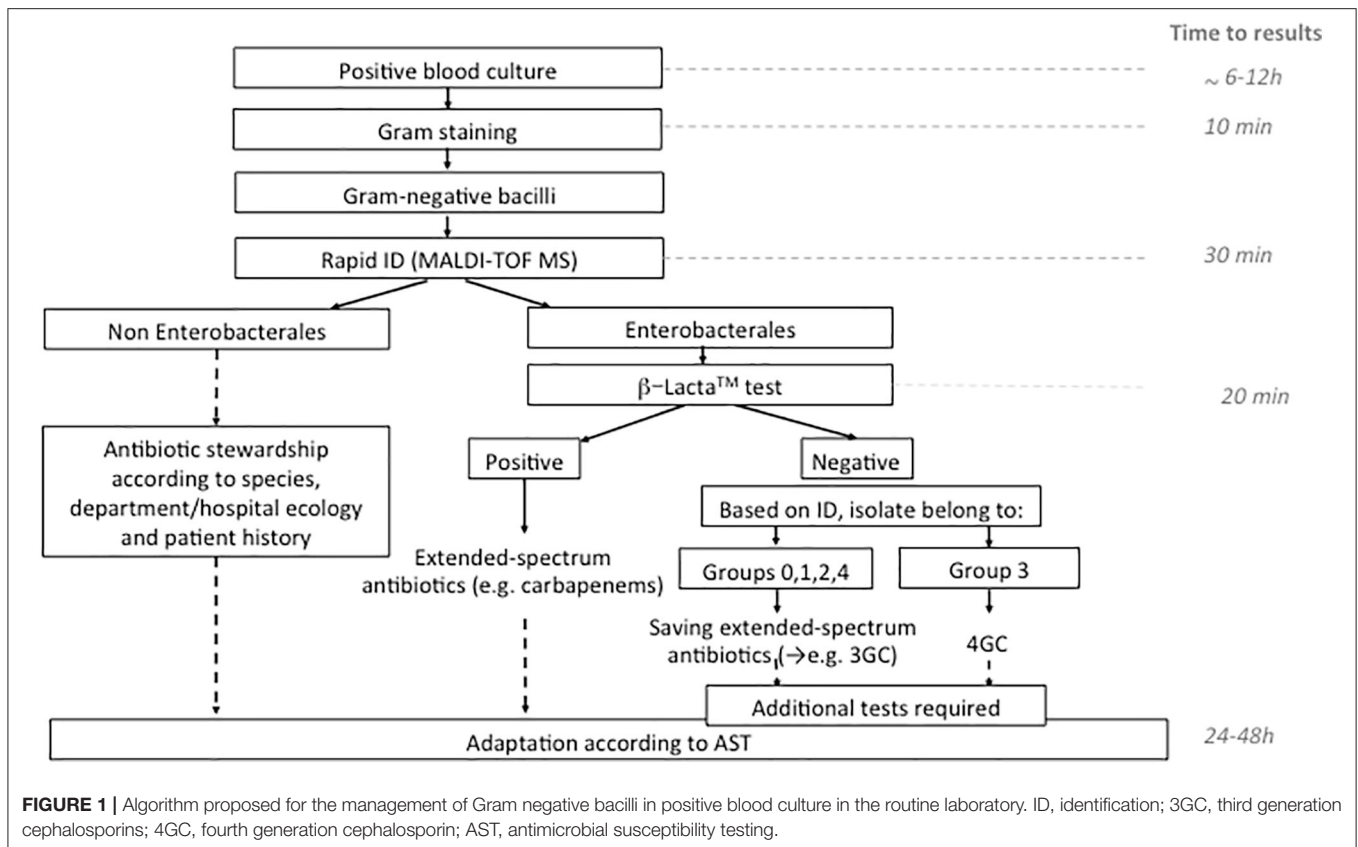 Time to results
Positive blood culture
~ 6-12h
Gram staining
10 min
Gram-negative bacilli
Rapid ID (MALDI-TOF MS)
30 min
Non Enterobacterales
Enterobacterales
β-Lacta™ test
20 min
Antibiotic stewardship
according to species,
department/hospital ecology
and patient history
Positive
Negative
Based on ID, isolate belong to:
Extended-spectrum
antibiotics (e.g. carbapenems)
Groups 0,1,2,4
Group 3
Saving extended-spectrum
antibiotics (→e.g. 3GC)
4GC
Additional tests required
Adaptation according to AST
24-48h
FIGURE 1 | Algorithm proposed for the management of Gram negative bacilli in positive blood culture in the routine laboratory. ID, identification; 3GC, third generation
cephalosporins; 4GC, fourth generation cephalosporin; AST, antimicrobial susceptibility testing.